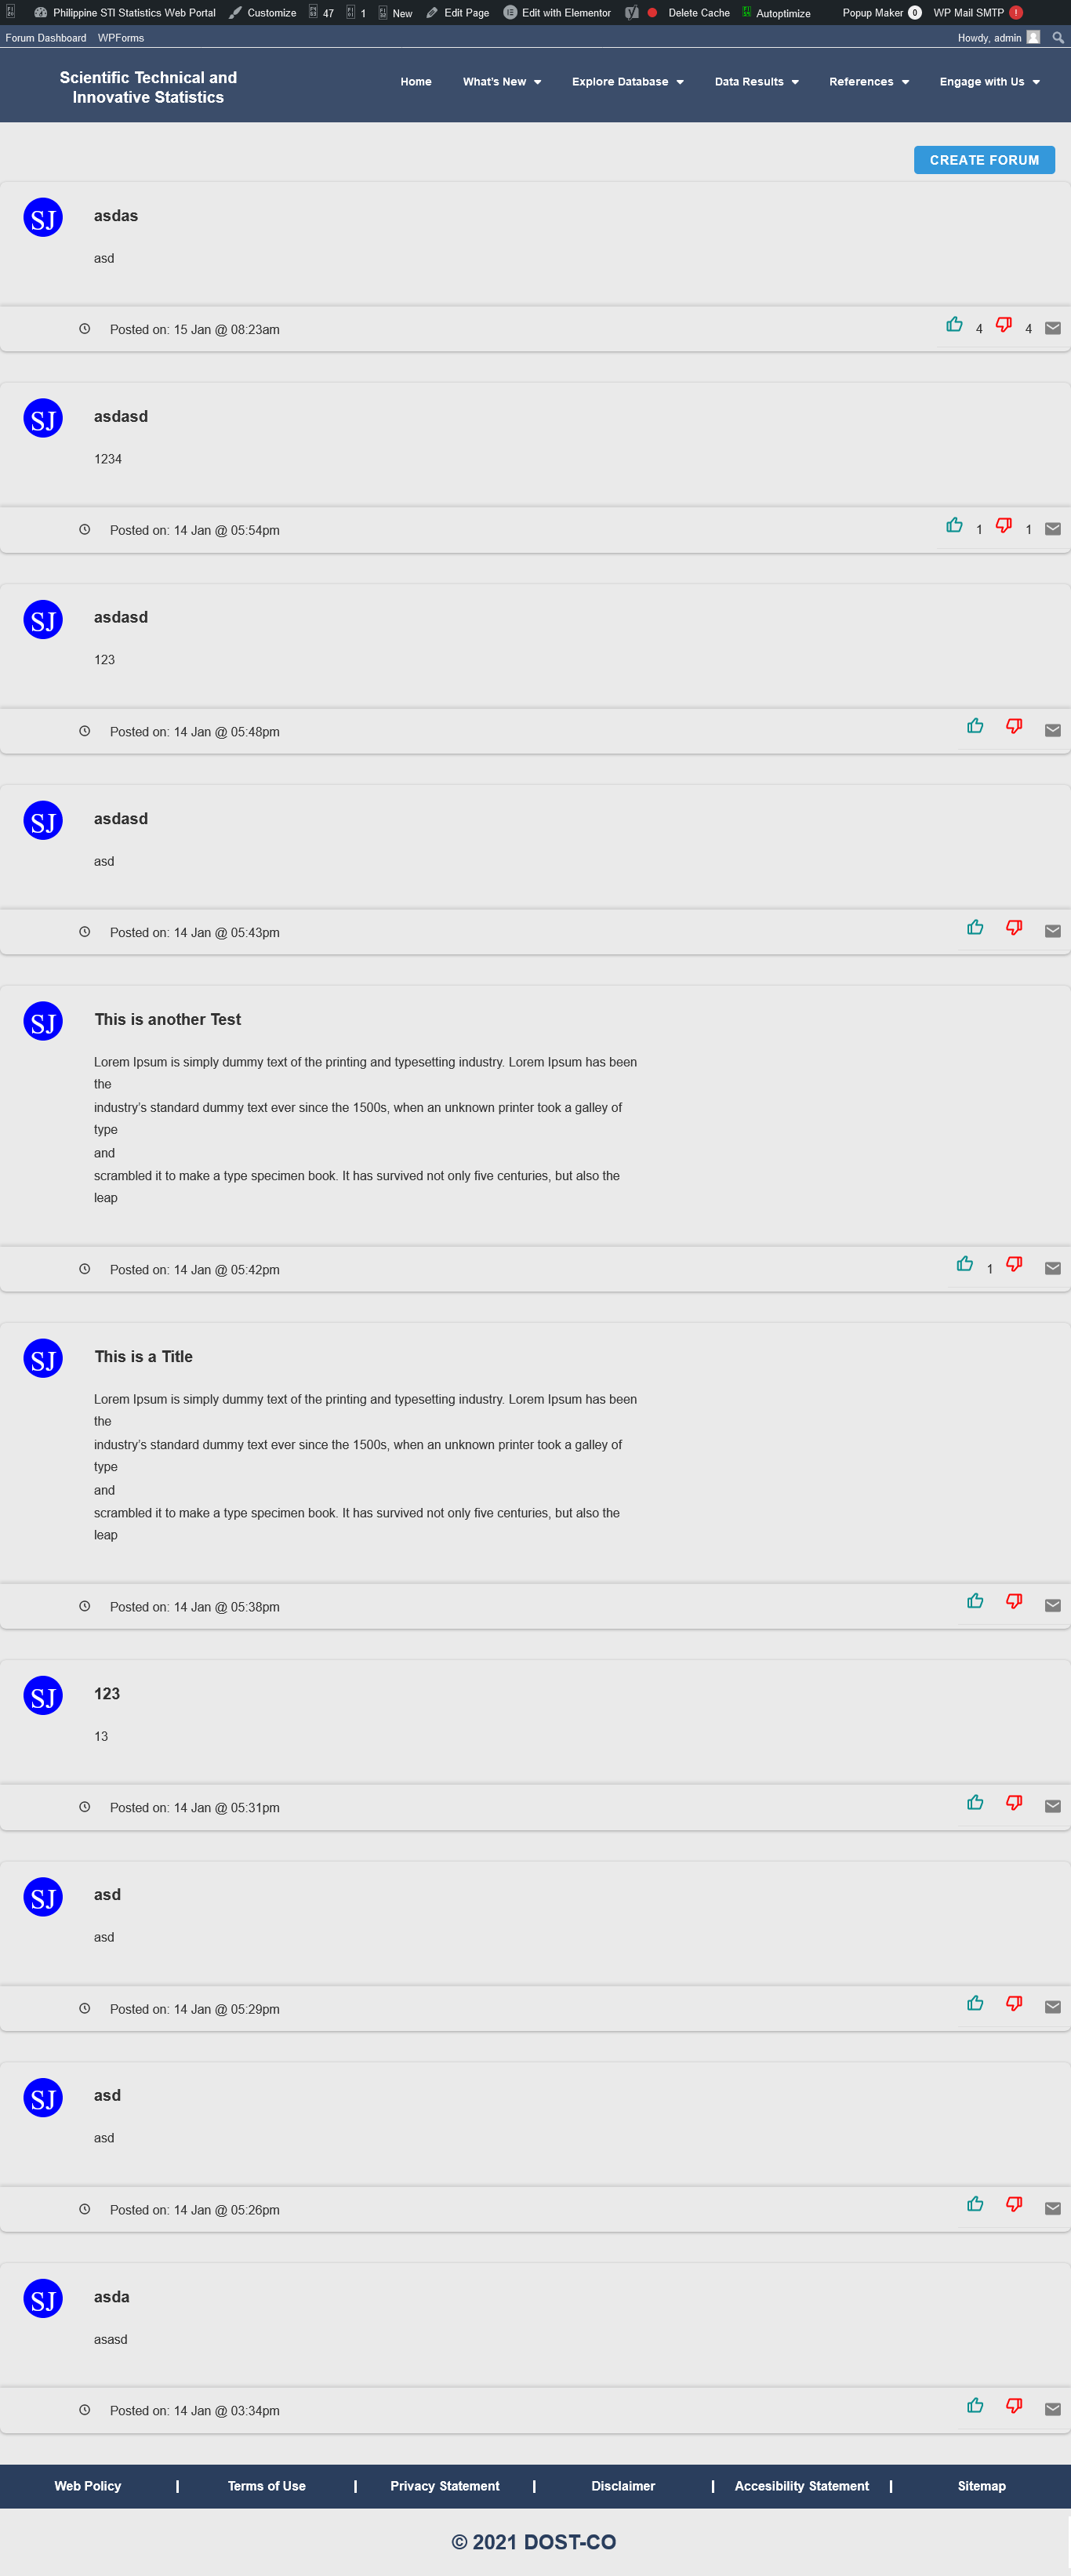 Philippine STI Statistics Web Portal Customize 47 1 New Edit Page Edit with Elementor Delete Cache Autoptimize Popup Maker 0 WP Mail SMTP !
Forum Dashboard WPForms Howdy, admin
Scientific Technical and
Innovative Statistics
Home What's New Explore Database Data Results References Engage with Us
CREATE FORUM
SJ asdas
asd
Posted on: 15 Jan @ 08:23am 4 4
SJ asdasd
1234
Posted on: 14 Jan @ 05:54pm 1 1
SJ asdasd
123
Posted on: 14 Jan @ 05:48pm
SJ asdasd
asd
Posted on: 14 Jan @ 05:43pm
SJ This is another Test
Lorem Ipsum is simply dummy text of the printing and typesetting industry. Lorem Ipsum has been
the
industry's standard dummy text ever since the 1500s, when an unknown printer took a galley of
type
and
scrambled it to make a type specimen book. It has survived not only five centuries, but also the
leap
Posted on: 14 Jan @ 05:42pm 1
SJ This is a Title
Lorem Ipsum is simply dummy text of the printing and typesetting industry. Lorem Ipsum has been
the
industry's standard dummy text ever since the 1500s, when an unknown printer took a galley of
type
and
scrambled it to make a type specimen book. It has survived not only five centuries, but also the
leap
Posted on: 14 Jan @ 05:38pm
SJ 123
13
Posted on: 14 Jan @ 05:31pm
SJ asd
asd
Posted on: 14 Jan @ 05:29pm
SJ asd
asd
Posted on: 14 Jan @ 05:26pm
SJ asda
asasd
Posted on: 14 Jan @ 03:34pm
Web Policy | Terms of Use | Privacy Statement | Disclaimer | Accesibility Statement | Sitemap
© 2021 DOST-CO